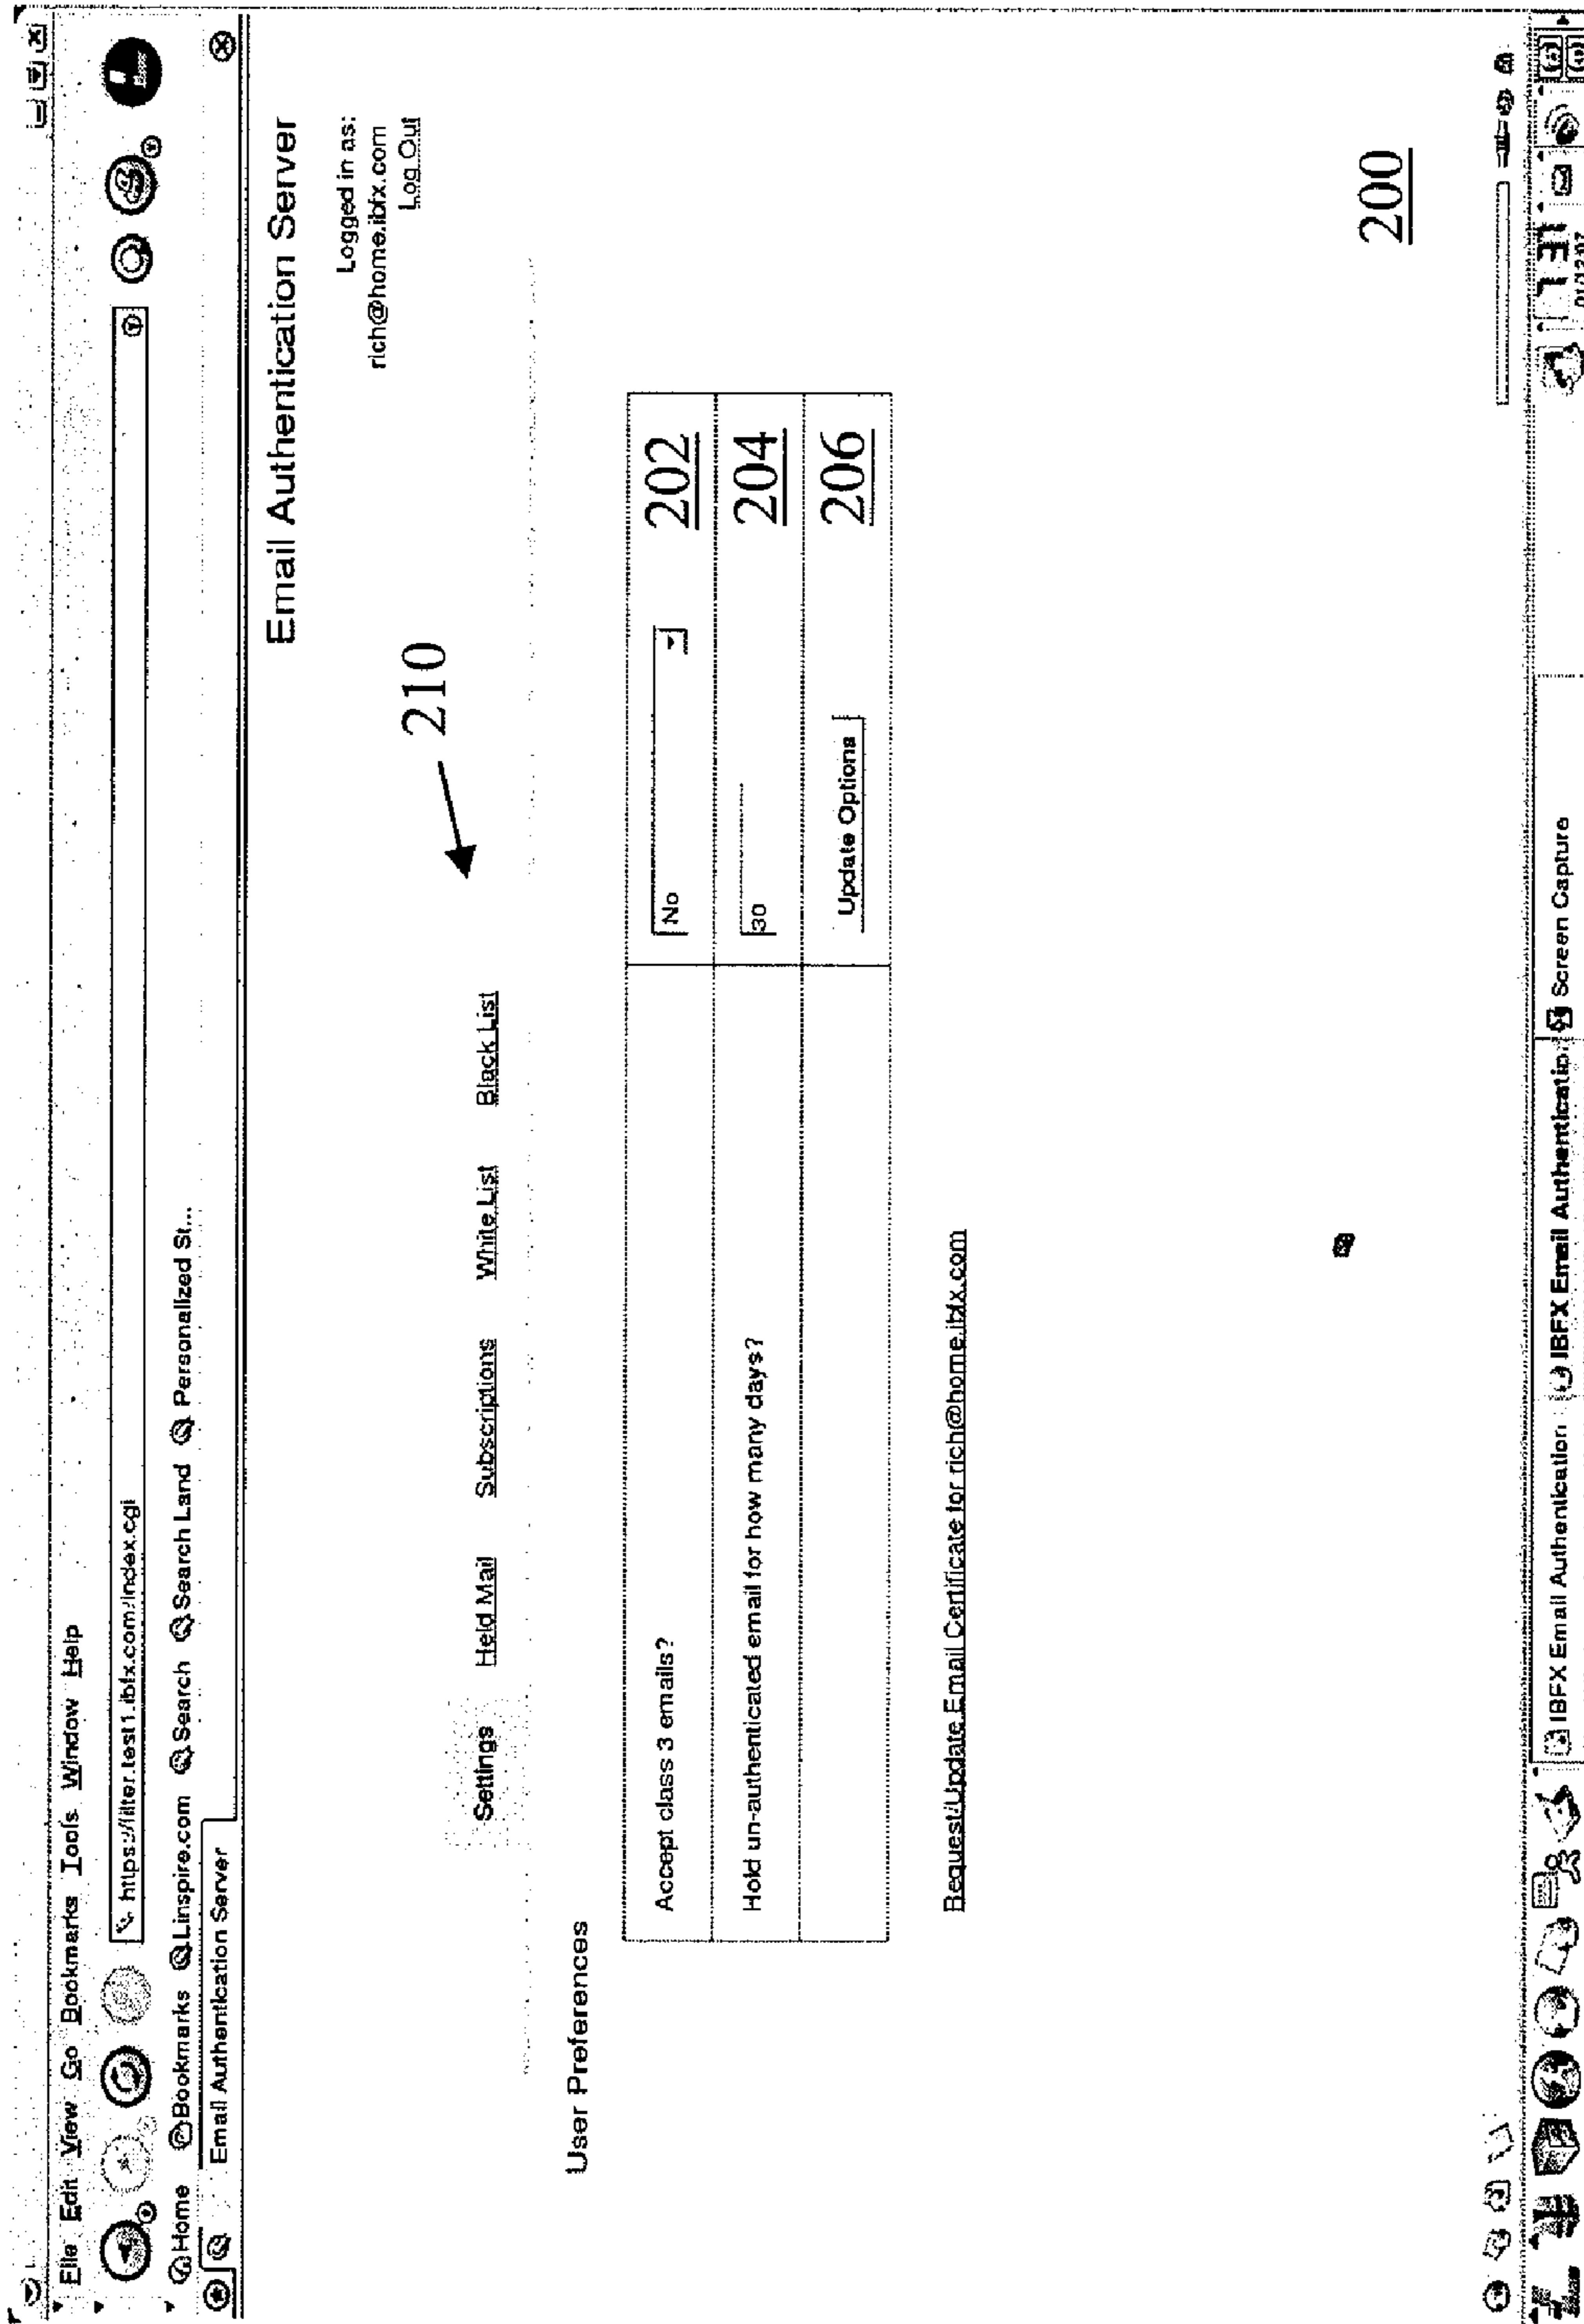 File Edit View Go Bookmarks Tools Window Help
https://filter.test1.ibfx.com/index.cgi
Home Bookmarks Linspire.com Search Search Land Personalized St...
Email Authentication Server
Email Authentication Server
Logged in as:
rich@home.ibfx.com
Log Out
210
Settings Held Mail Subscriptions White List Black List
User Preferences
Accept class 3 emails? No 202
Hold un-authenticated email for how many days? 30 204
Update Options 206
Request/Update Email Certificate for rich@home.ibfx.com
200
IBFX Email Authentication IBFX Email Authentication Screen Capture
01/12/07